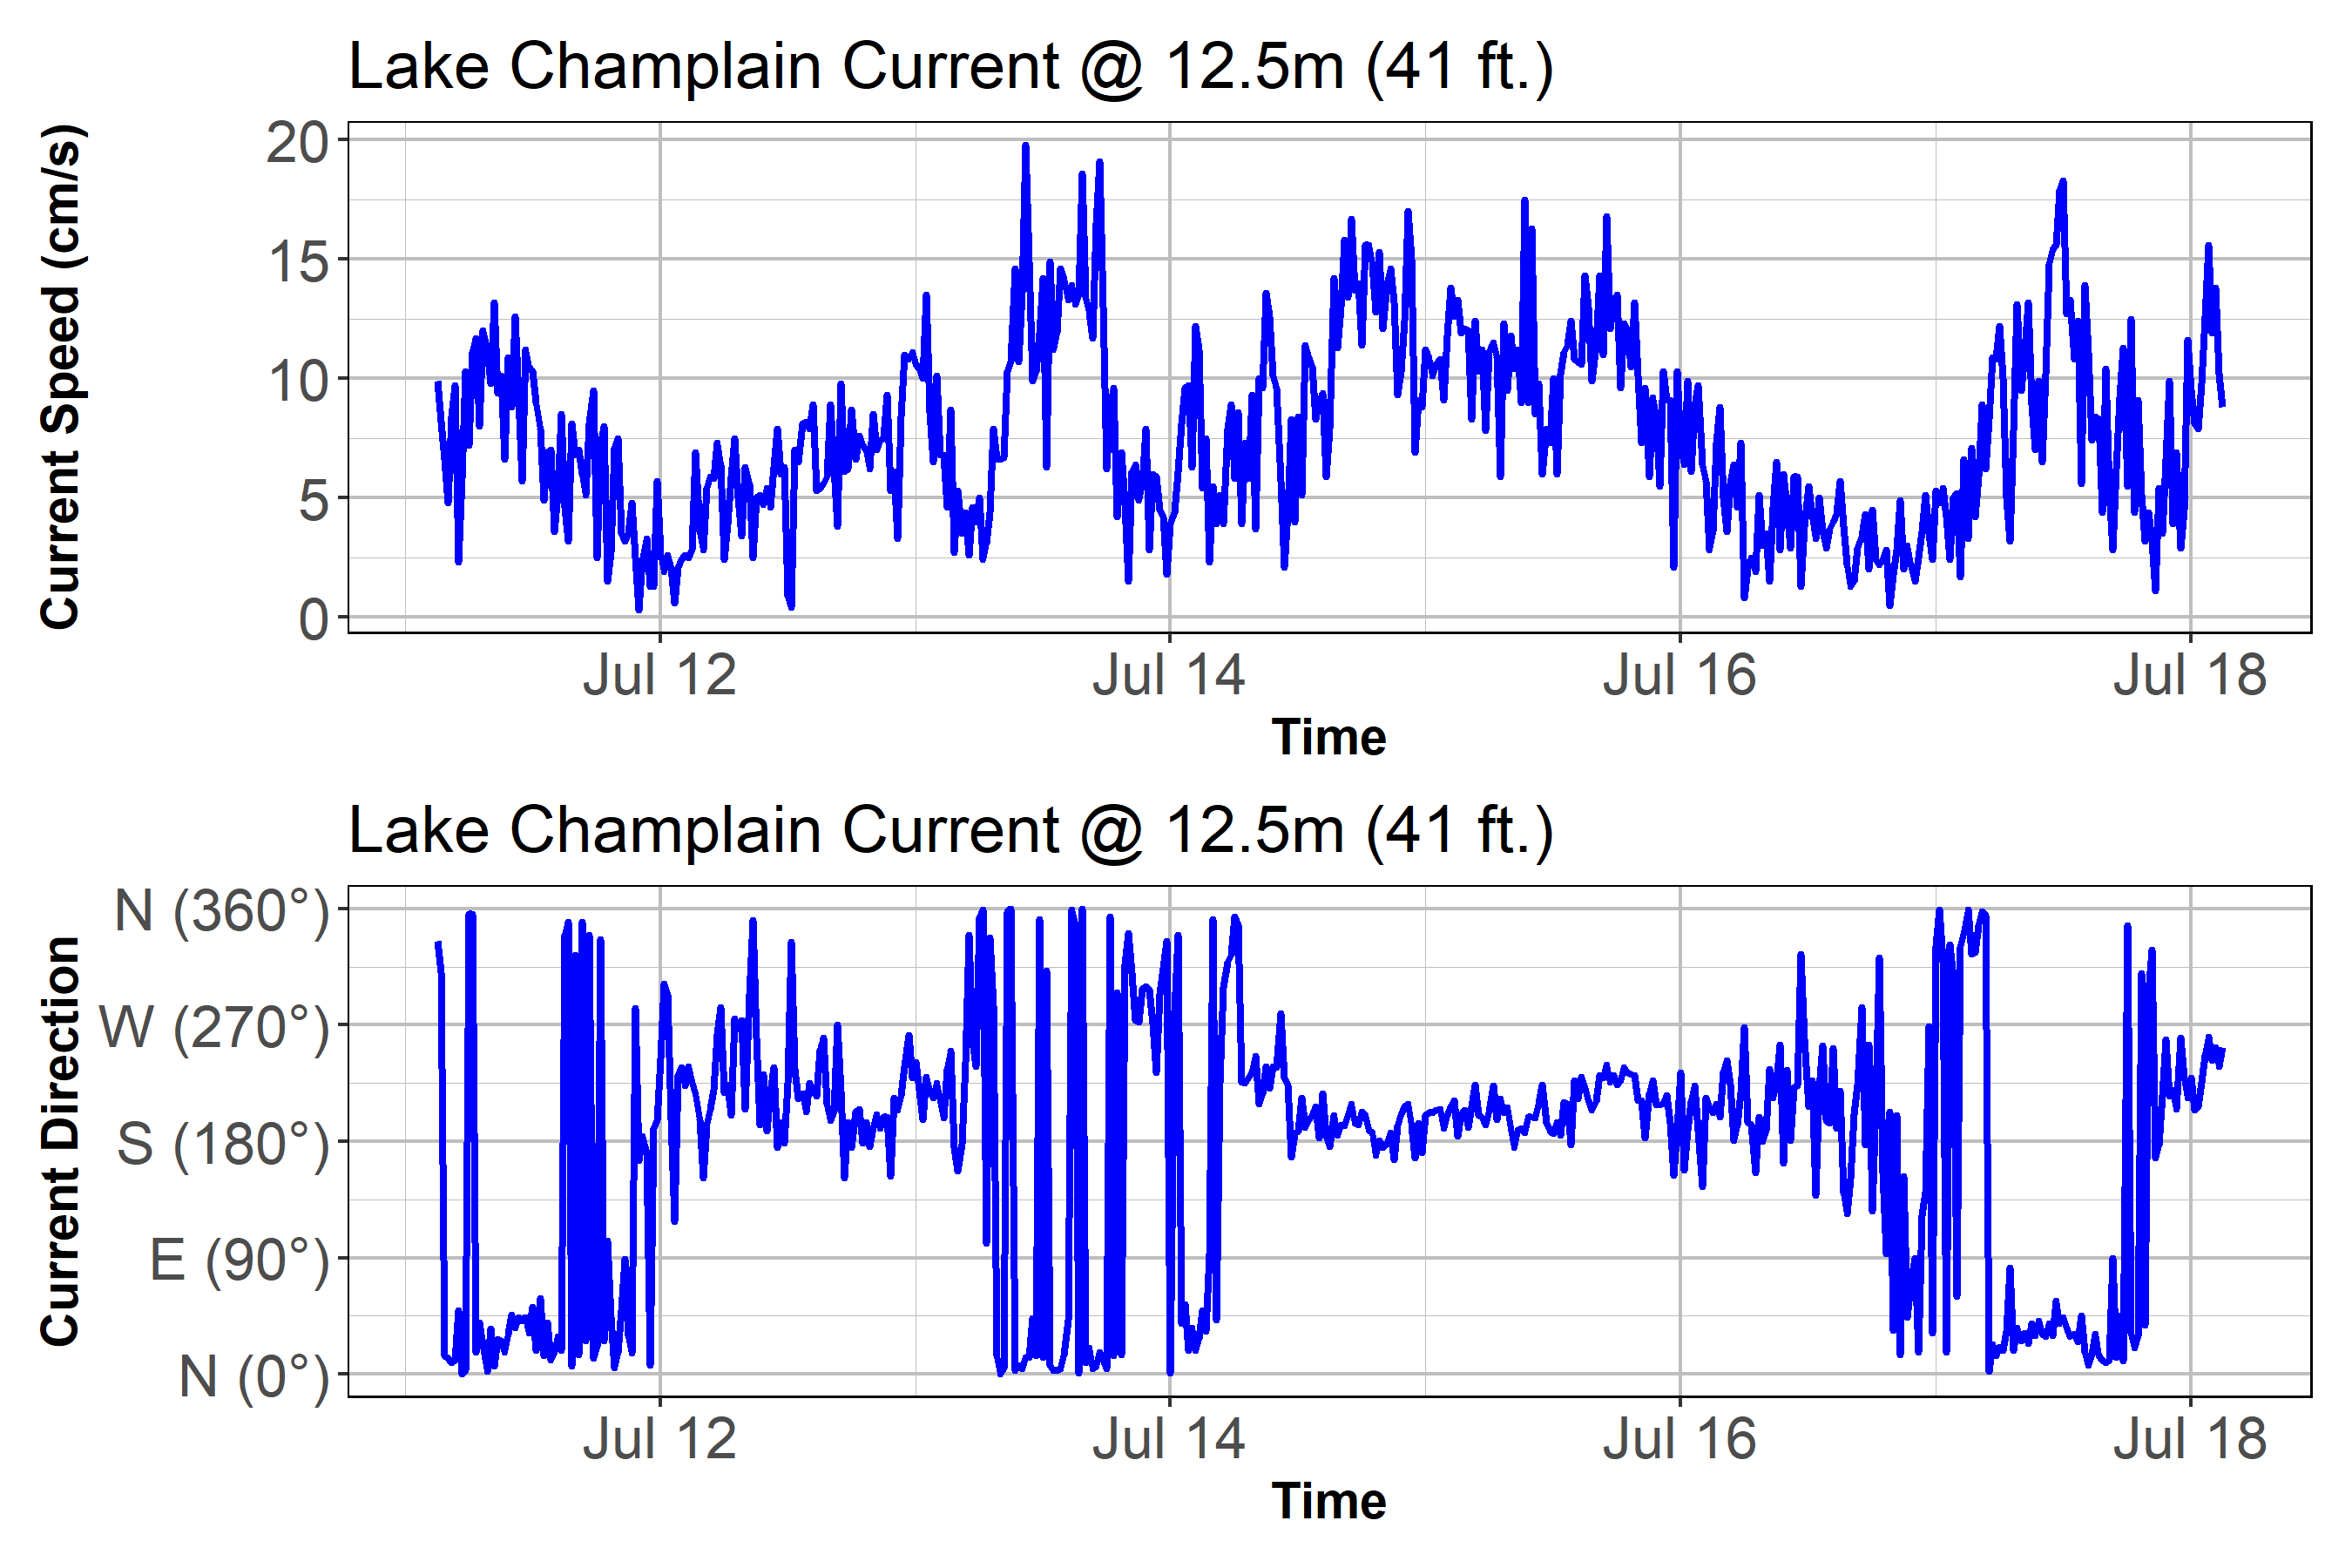 Lake Champlain Current @ 12.5m (41 ft.)
Current Speed (cm/s)
20
15
10
5
0
Jul 12 Jul 14 Jul 16 Jul 18
Time
Lake Champlain Current @ 12.5m (41 ft.)
Current Direction
N (360°)
W (270°)
S (180°)
E (90°)
N (0°)
Jul 12 Jul 14 Jul 16 Jul 18
Time